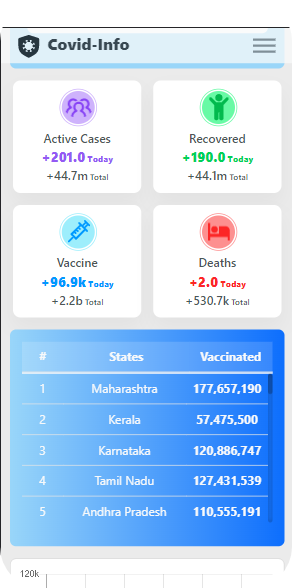 Covid-Info
Active Cases
+201.0 Today
+44.7m Total
Recovered
+190.0 Today
+44.1m Total
Vaccine
+96.9k Today
+2.2b Total
Deaths
+2.0 Today
+530.7k Total
# States Vaccinated
1 Maharashtra 177,657,190
2 Kerala 57,475,500
3 Karnataka 120,886,747
4 Tamil Nadu 127,431,539
5 Andhra Pradesh 110,555,191
120k